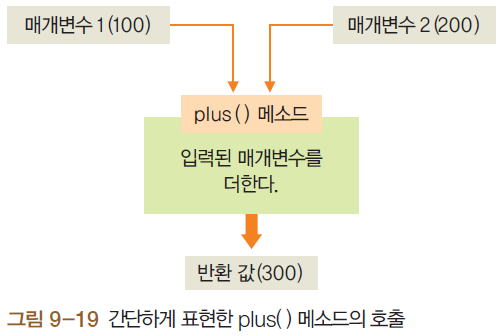 매개변수 1(100)
매개변수 2(200)
plus( ) 메소드
입력된 매개변수를
더한다.
반환 값(300)
그림 9-19 간단하게 표현한 plus( ) 메소드의 호출